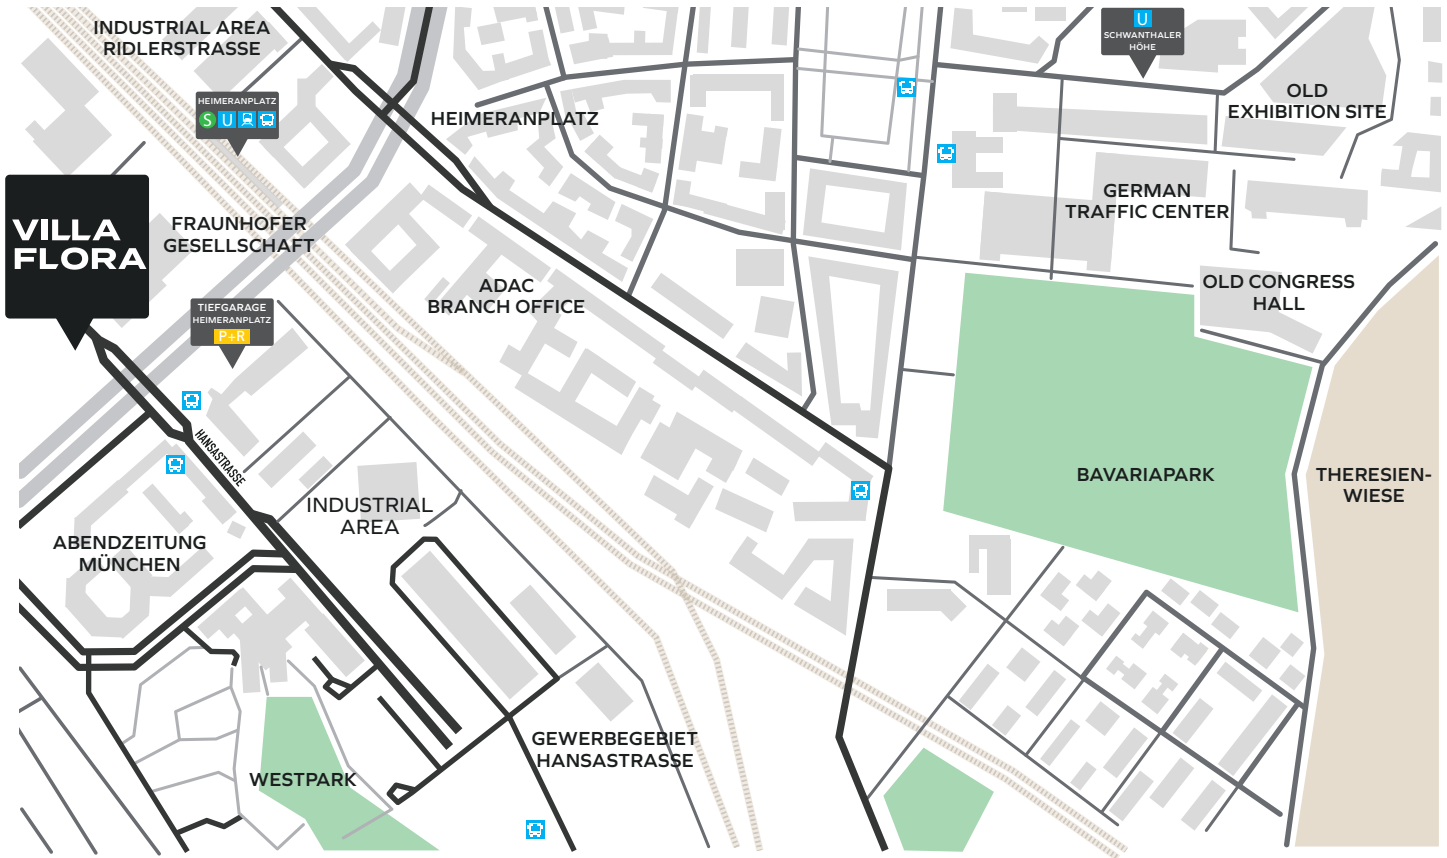 INDUSTRIAL AREA
RIDLERSTRASSE
HEIMERANPLATZ
S U
HEIMERANPLATZ
U
SCHWANTHALER
HÖHE
OLD
EXHIBITION SITE
GERMAN
TRAFFIC CENTER
VILLA
FLORA
FRAUNHOFER
GESELLSCHAFT
ADAC
BRANCH OFFICE
OLD CONGRESS
HALL
TIEFGARAGE
HEIMERANPLATZ
P+R
HANSASTRASSE
INDUSTRIAL
AREA
BAVARIAPARK
THERESIEN-
WIESE
ABENDZEITUNG
MÜNCHEN
GEWERBEGEBIET
HANSASTRASSE
WESTPARK